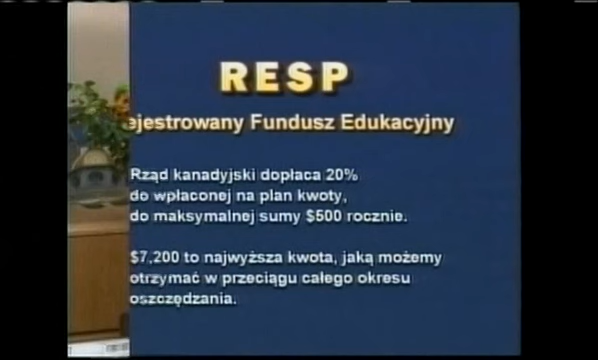 RESP
ejestrowany Fundusz Edukacyjny
Rząd kanadyjski dopłaca 20%
do wpłaconej na plan kwoty,
do maksymalnej sumy $500 rocznie.
$7,200 to najwyższa kwota, jaką możemy
otrzymać w przeciągu całego okresu
oszczędzania.